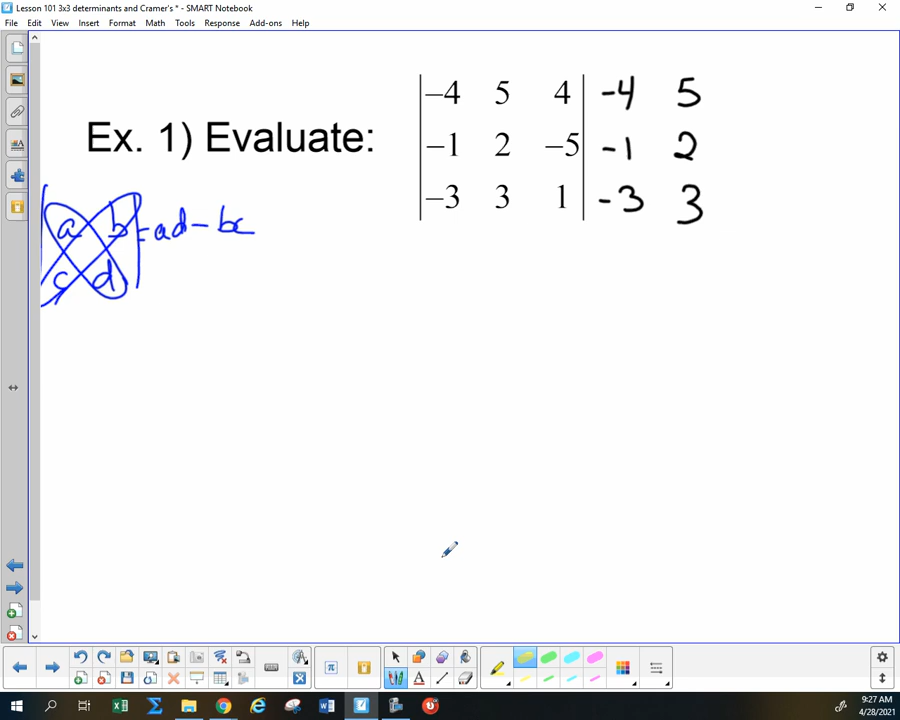 Lesson 101 3x3 determinants and Cramer's * - SMART Notebook
File Edit View Insert Format Math Tools Response Add-ons Help
Ex. 1) Evaluate:
−4 5 4 -4 5
−1 2 −5 -1 2
−3 3 1 -3 3
a b = ad - bc
c d
9:27 AM
4/28/2021